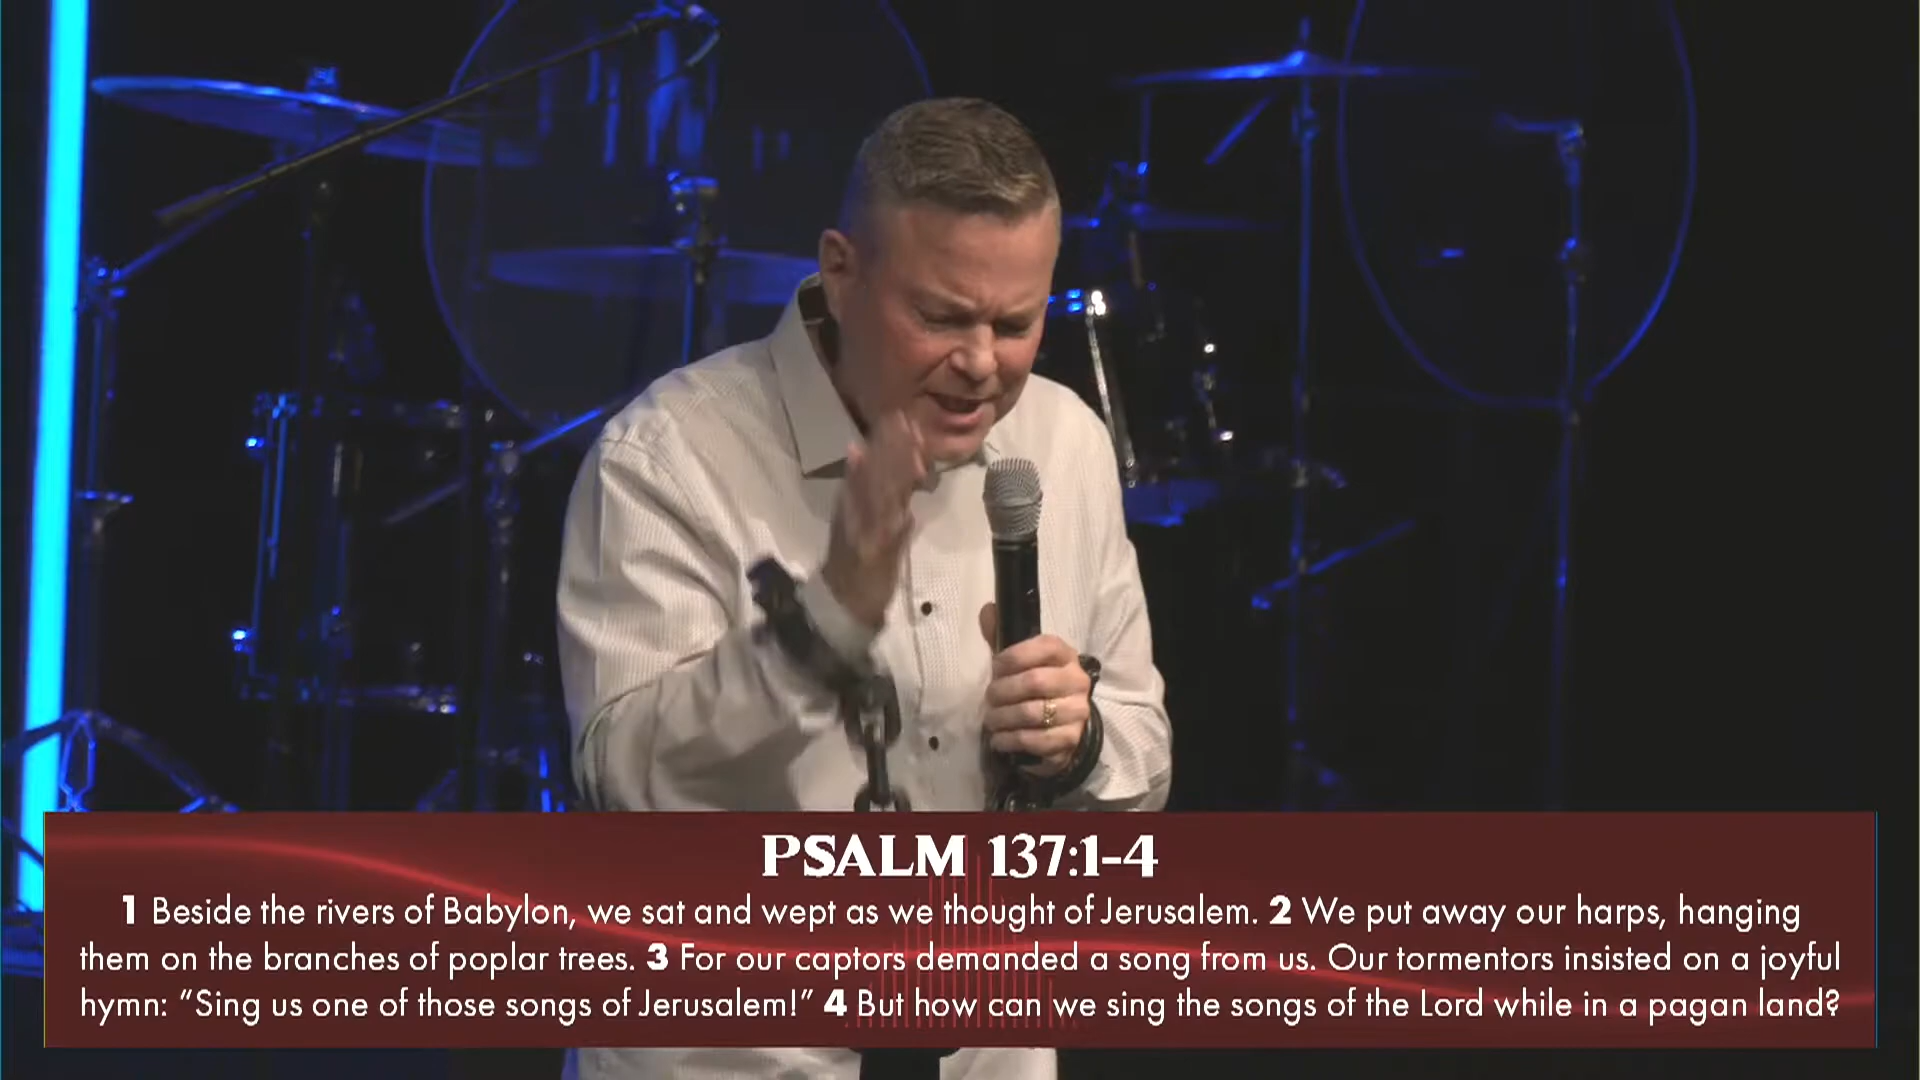 PSALM 137:1-4
1 Beside the rivers of Babylon, we sat and wept as we thought of Jerusalem. 2 We put away our harps, hanging
them on the branches of poplar trees. 3 For our captors demanded a song from us. Our tormentors insisted on a joyful
hymn: “Sing us one of those songs of Jerusalem!” 4 But how can we sing the songs of the Lord while in a pagan land?